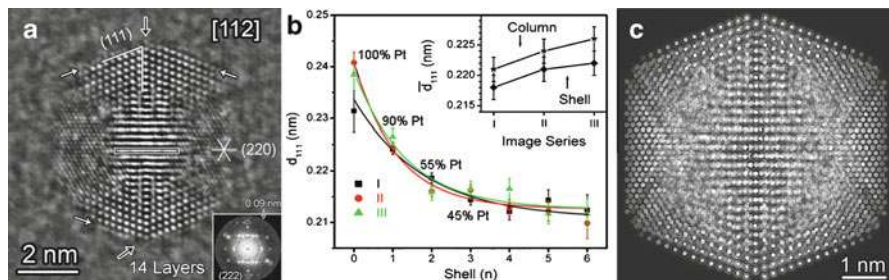 a
[112]
(111)
(220)
0.09 nm
(222)
2 nm
14 Layers
b
0.25
0.24
0.23
0.22
0.21
d111 (nm)
100% Pt
90% Pt
55% Pt
45% Pt
I
II
III
0 1 2 3 4 5 6
Shell (n)
0.225
0.220
0.215
d̅111 (nm)
Column
Shell
I II III
Image Series
c
1 nm